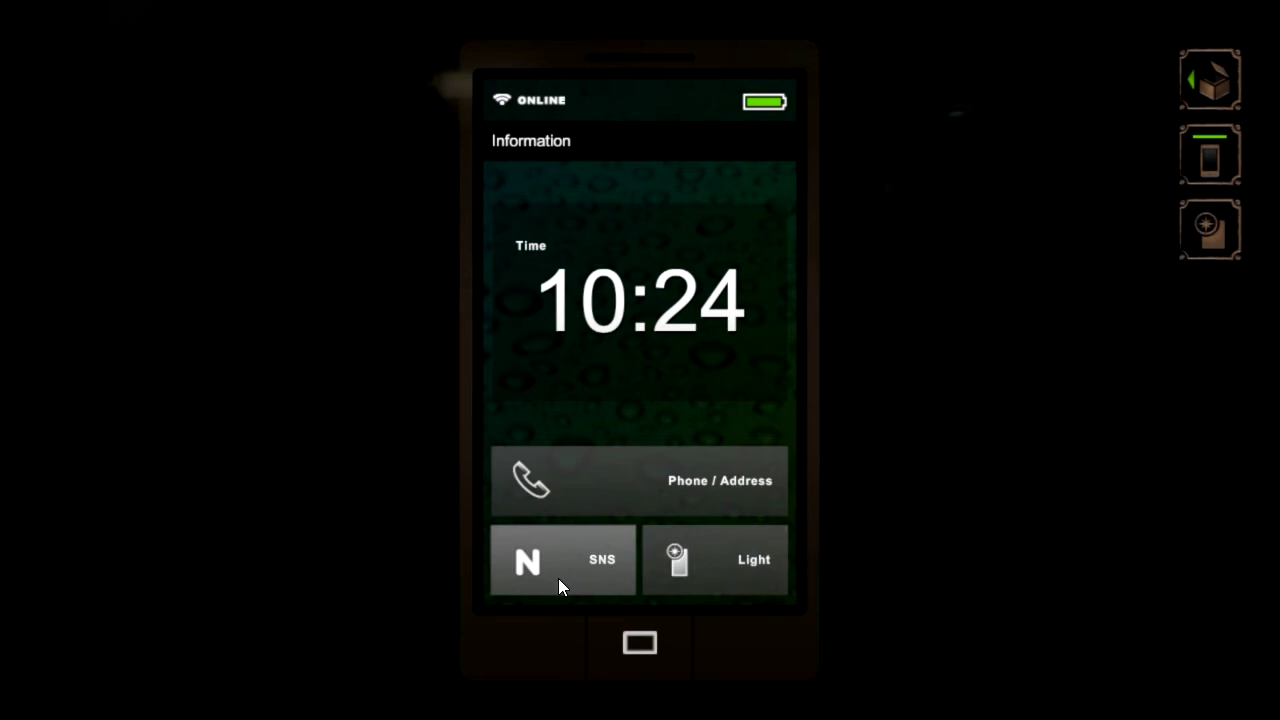 ONLINE
Information
Time
10:24
Phone / Address
N SNS
Light